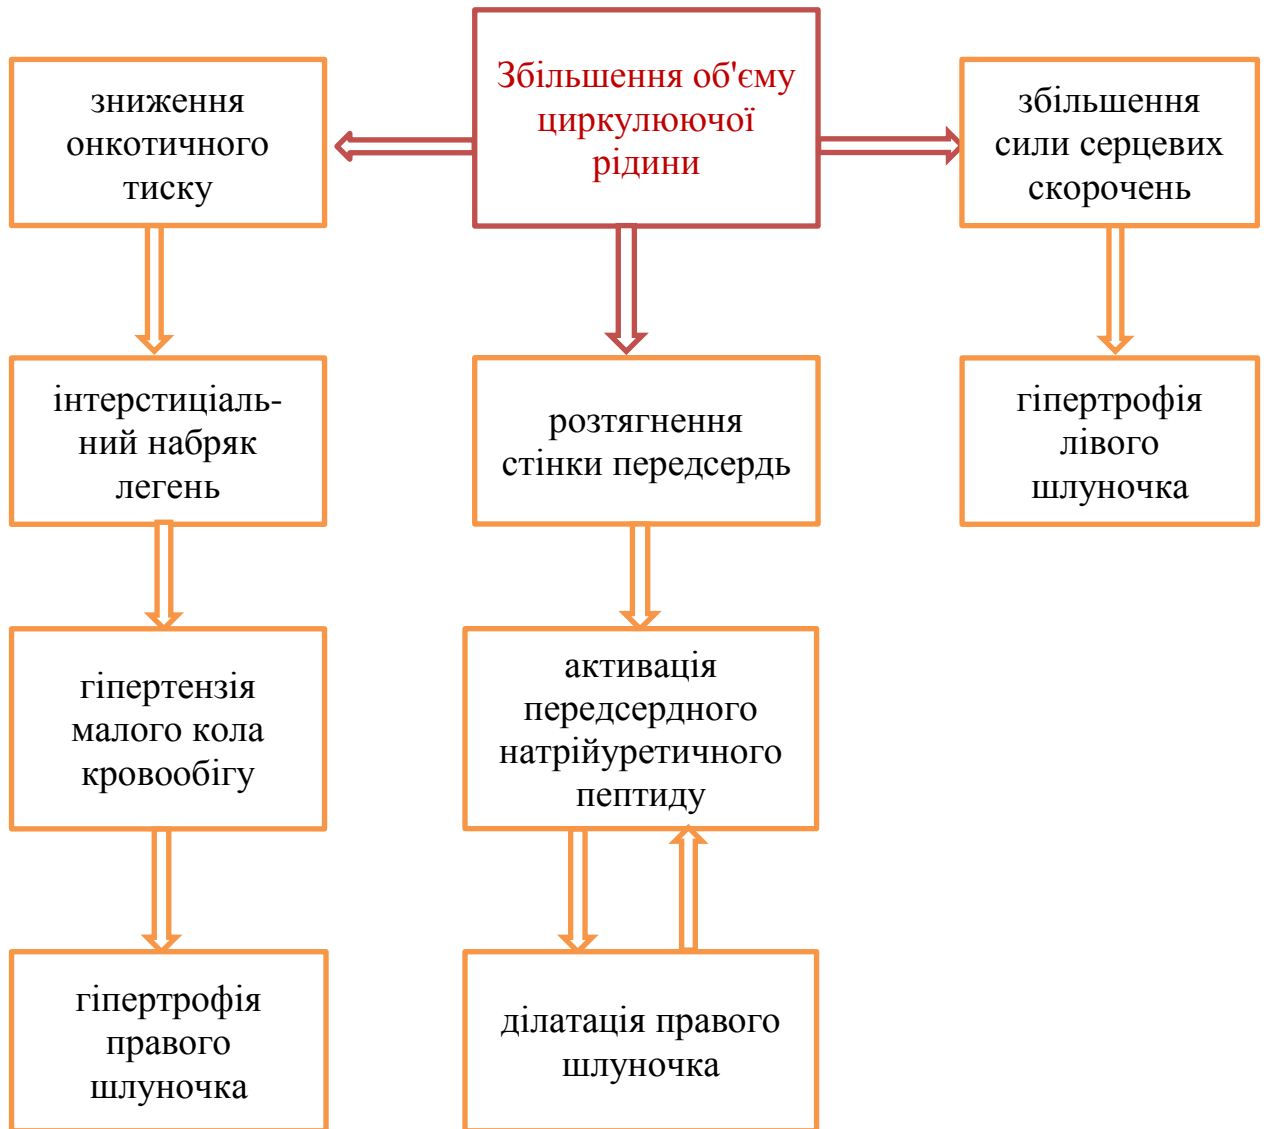 Збільшення об'єму
циркулюючої
рідини
зниження
онкотичного
тиску
збільшення
сили серцевих
скорочень
інтерстиціаль-
ний набряк
легень
розтягнення
стінки передсердь
гіпертрофія
лівого
шлуночка
гіпертензія
малого кола
кровообігу
активація
передсердного
натрійуретичного
пептиду
гіпертрофія
правого
шлуночка
ділатація правого
шлуночка